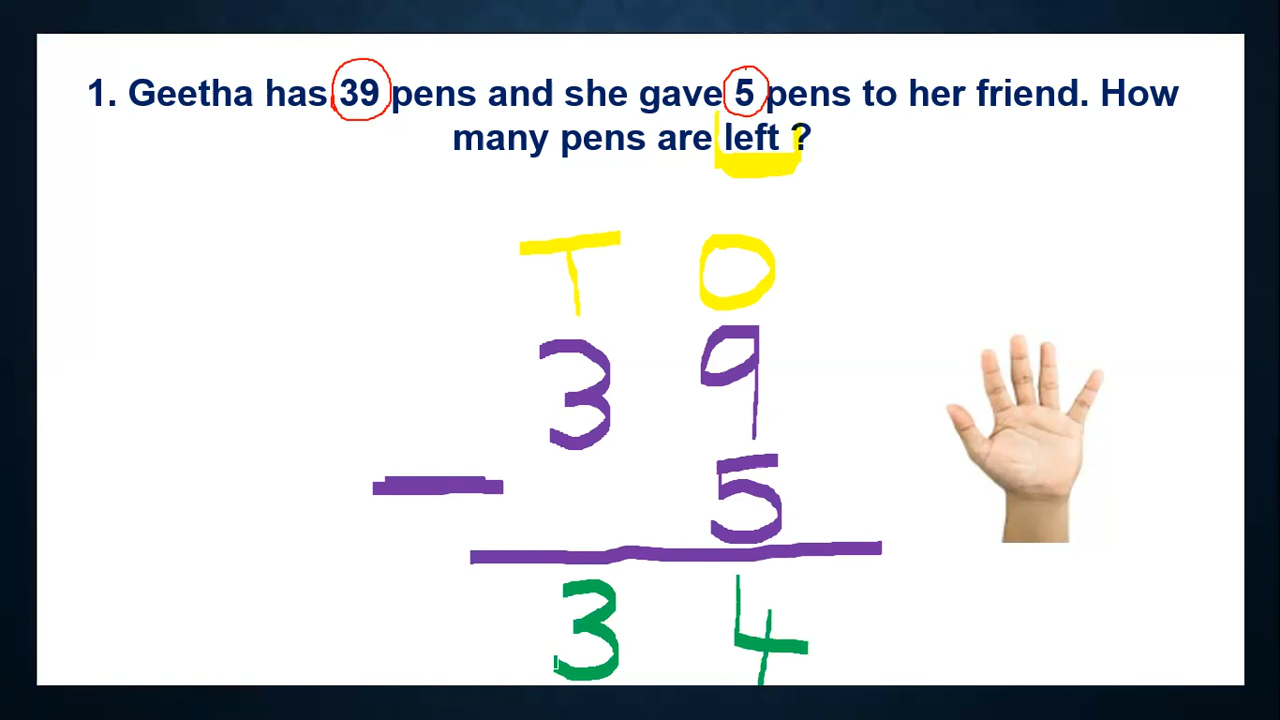 1. Geetha has 39 pens and she gave 5 pens to her friend. How
many pens are left ?
T O
3 9
– 5
3 4